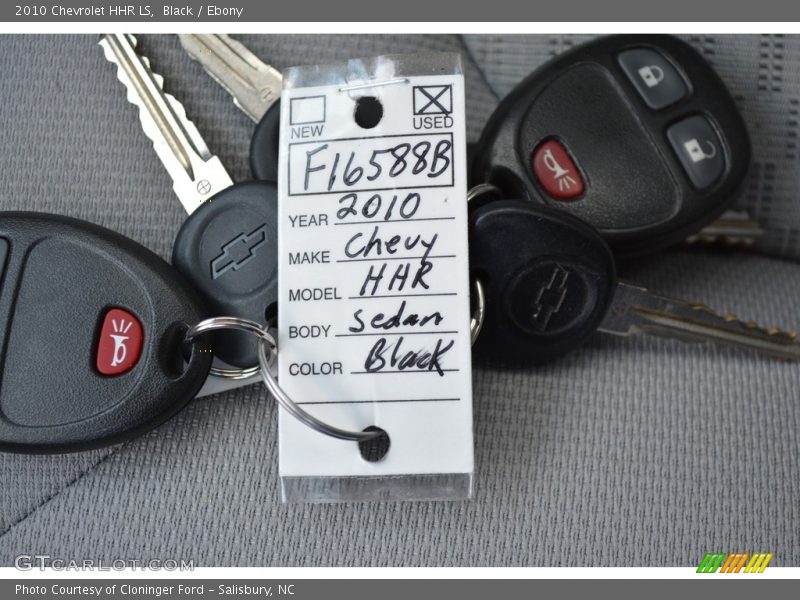 2010 Chevrolet HHR LS, Black / Ebony
NEW USED
F16588B
YEAR 2010
MAKE Chevy
MODEL HHR
BODY Sedan
COLOR Black
GTCARLOT.COM
Photo Courtesy of Cloninger Ford – Salisbury, NC